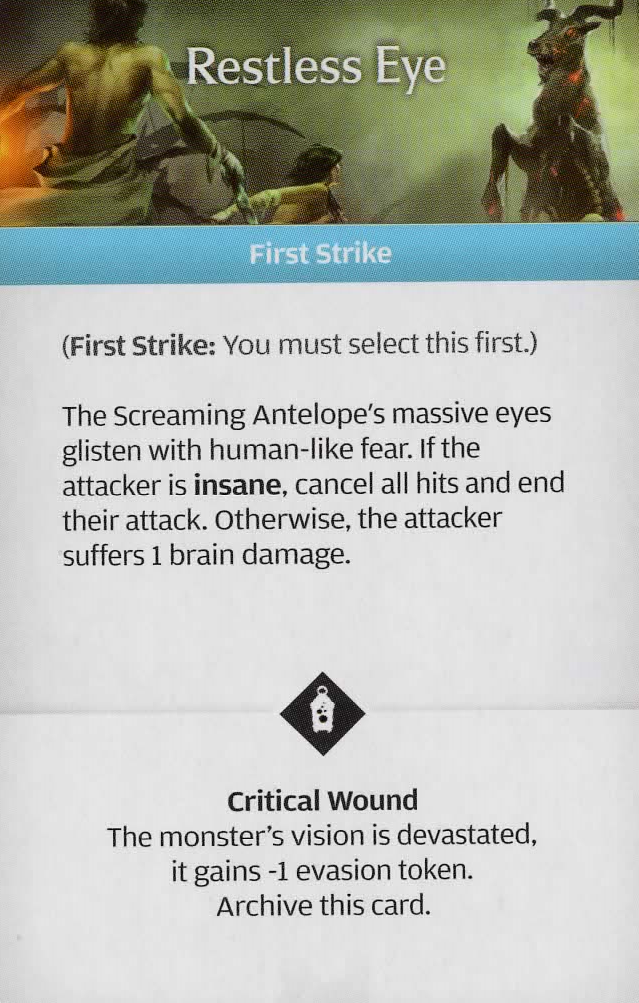 Restless Eye
First Strike
(First Strike: You must select this first.)
The Screaming Antelope's massive eyes
glisten with human-like fear. If the
attacker is insane, cancel all hits and end
their attack. Otherwise, the attacker
suffers 1 brain damage.
Critical Wound
The monster's vision is devastated,
it gains -1 evasion token.
Archive this card.